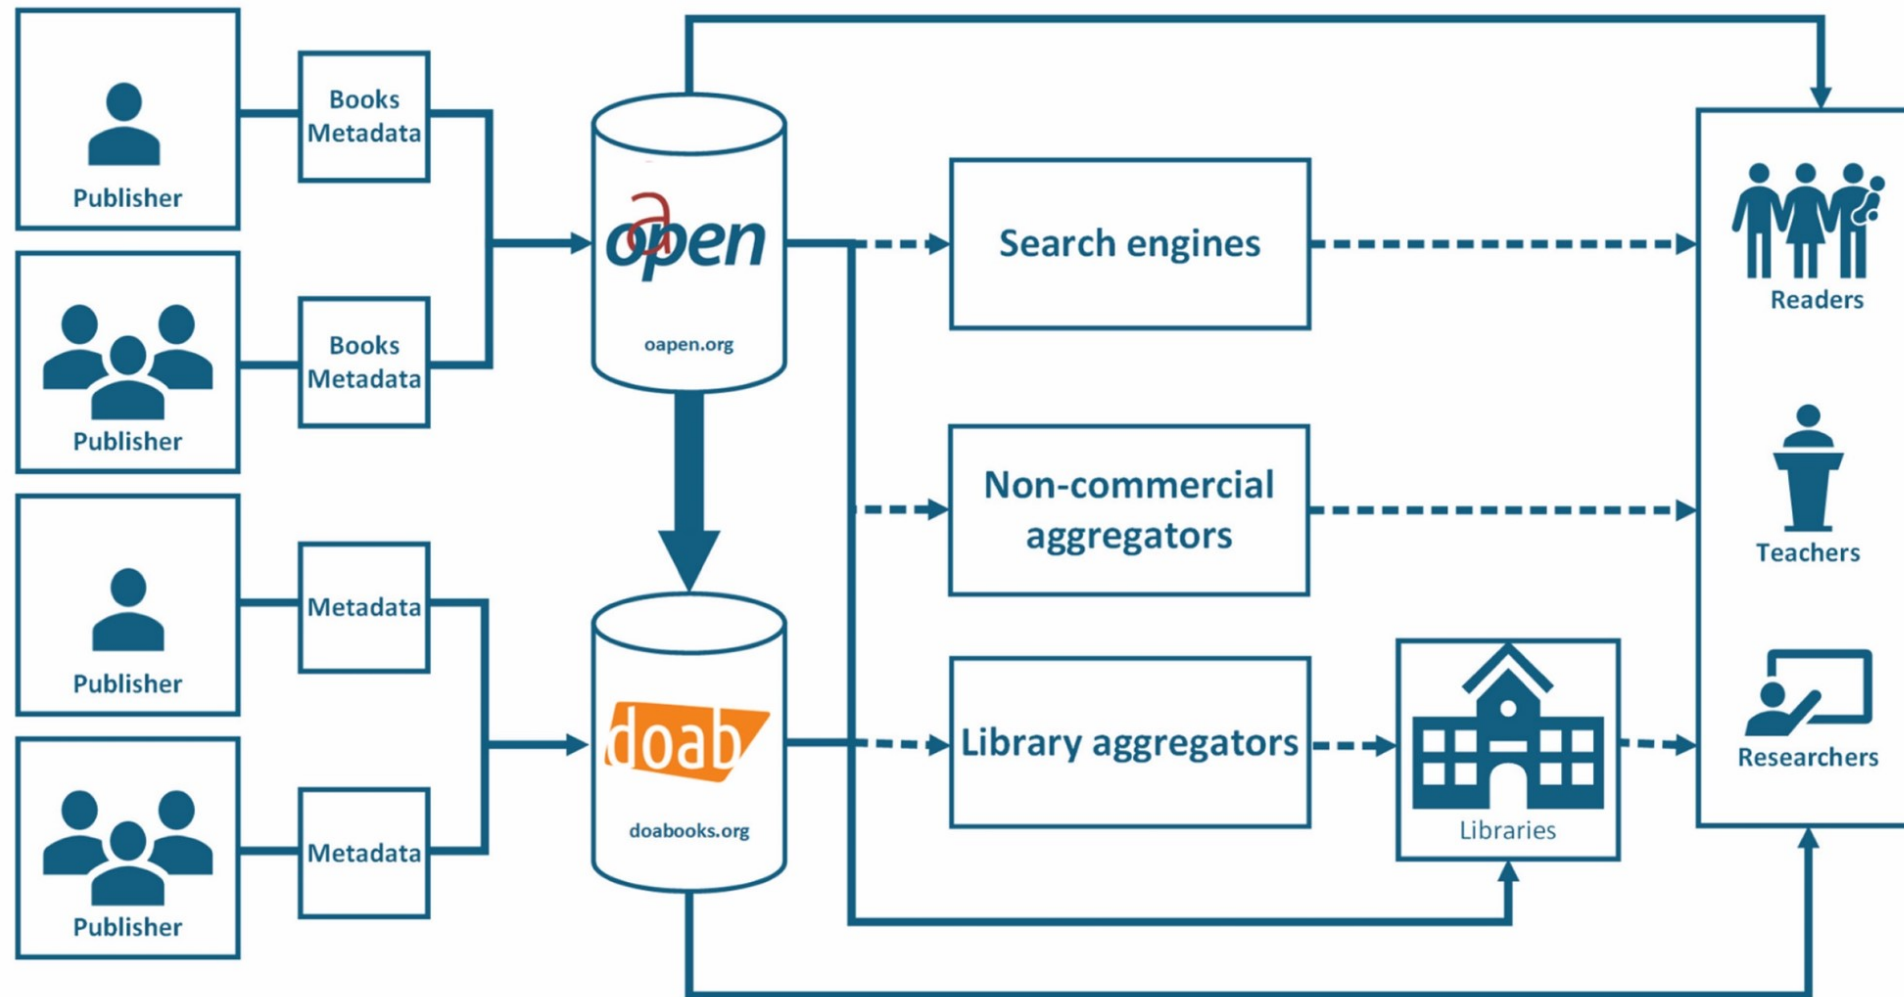 Publisher
Books
Metadata
Publisher
Books
Metadata
Publisher
Metadata
Publisher
Metadata
oapen
oapen.org
doab
doabooks.org
Search engines
Non-commercial
aggregators
Library aggregators
Libraries
Readers
Teachers
Researchers